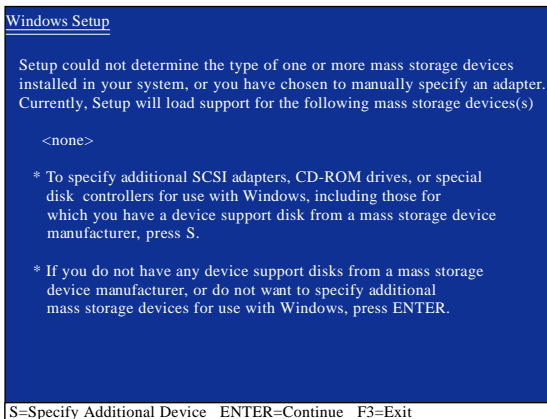 Windows Setup
Setup could not determine the type of one or more mass storage devices
installed in your system, or you have chosen to manually specify an adapter.
Currently, Setup will load support for the following mass storage devices(s)
<none>
* To specify additional SCSI adapters, CD-ROM drives, or special
disk controllers for use with Windows, including those for
which you have a device support disk from a mass storage device
manufacturer, press S.
* If you do not have any device support disks from a mass storage
device manufacturer, or do not want to specify additional
mass storage devices for use with Windows, press ENTER.
S=Specify Additional Device ENTER=Continue F3=Exit